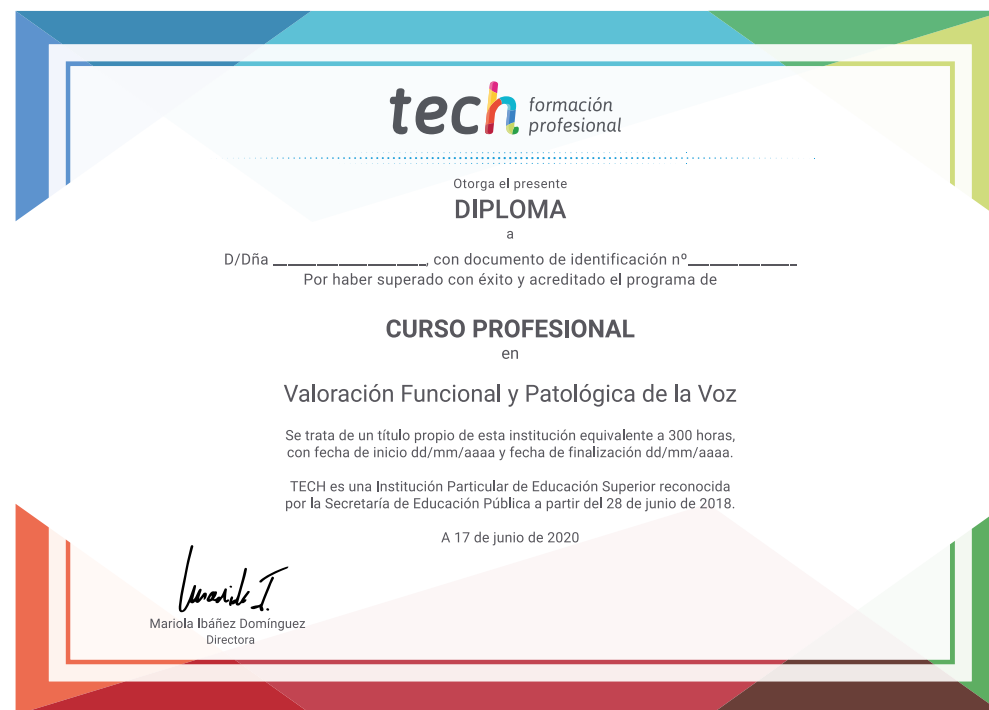 tech formación
profesional
Otorga el presente
DIPLOMA
a
D/Dña ______________________, con documento de identificación nº________________
Por haber superado con éxito y acreditado el programa de
CURSO PROFESIONAL
en
Valoración Funcional y Patológica de la Voz
Se trata de un título propio de esta institución equivalente a 300 horas,
con fecha de inicio dd/mm/aaaa y fecha de finalización dd/mm/aaaa.
TECH es una Institución Particular de Educación Superior reconocida
por la Secretaría de Educación Pública a partir del 28 de junio de 2018.
A 17 de junio de 2020
Mariola Ibáñez Domínguez
Directora